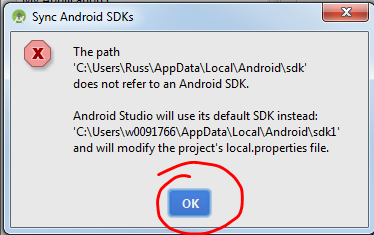 Sync Android SDKs
The path
'C:\Users\Russ\AppData\Local\Android\sdk'
does not refer to an Android SDK.
Android Studio will use its default SDK instead:
'C:\Users\w0091766\AppData\Local\Android\sdk1'
and will modify the project's local.properties file.
OK